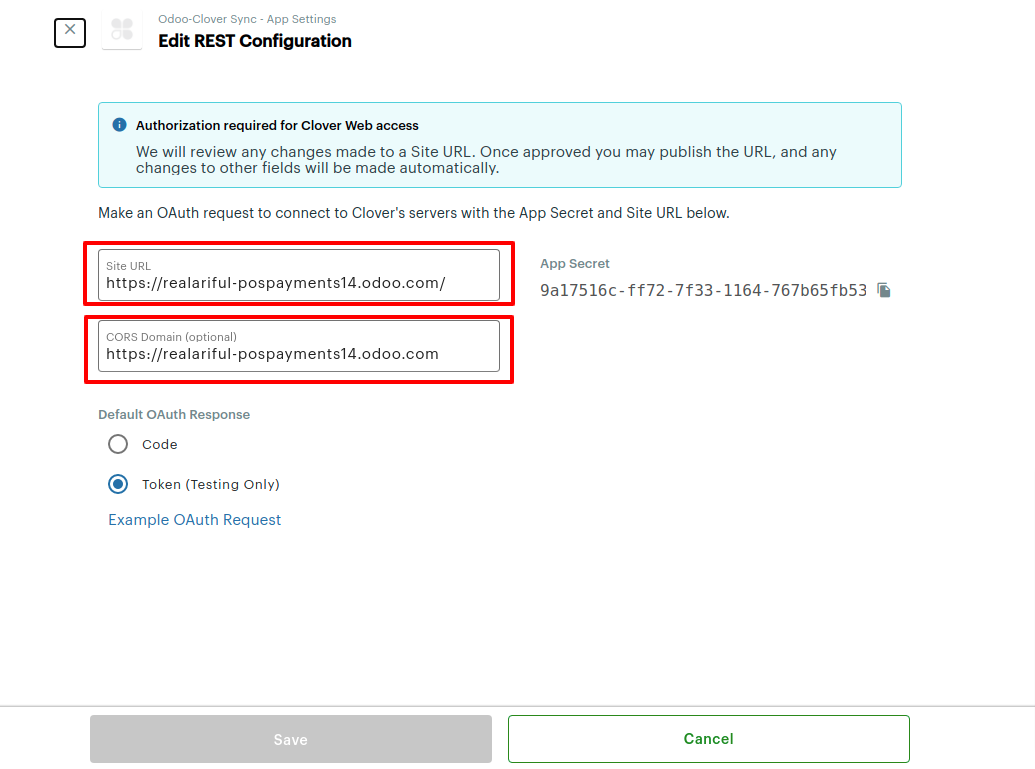 Odoo-Clover Sync - App Settings
Edit REST Configuration
Authorization required for Clover Web access
We will review any changes made to a Site URL. Once approved you may publish the URL, and any
changes to other fields will be made automatically.
Make an OAuth request to connect to Clover's servers with the App Secret and Site URL below.
Site URL
https://realariful-pospayments14.odoo.com/
App Secret
9a17516c-ff72-7f33-1164-767b65fb53
CORS Domain (optional)
https://realariful-pospayments14.odoo.com
Default OAuth Response
Code
Token (Testing Only)
Example OAuth Request
Save
Cancel